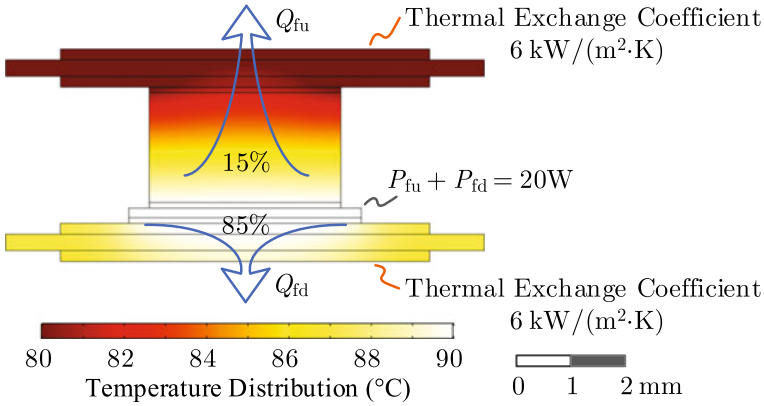 Q_fu
Thermal Exchange Coefficient
6 kW/(m²·K)
15%
P_fu + P_fd = 20W
85%
Q_fd
Thermal Exchange Coefficient
6 kW/(m²·K)
80 82 84 86 88 90
Temperature Distribution (°C)
0 1 2 mm